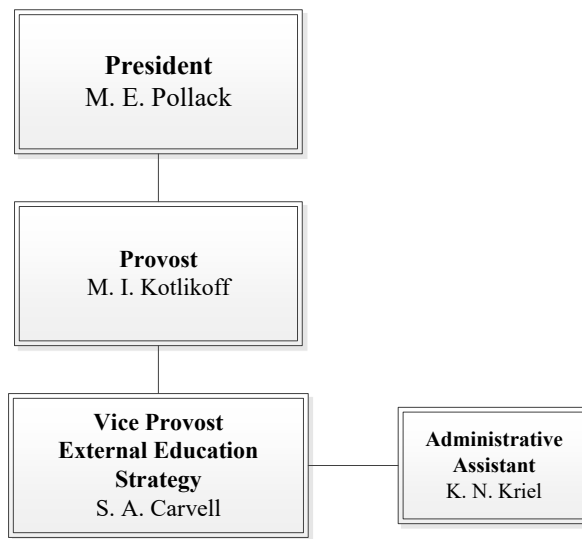 President
M. E. Pollack
Provost
M. I. Kotlikoff
Vice Provost
External Education
Strategy
S. A. Carvell
Administrative
Assistant
K. N. Kriel